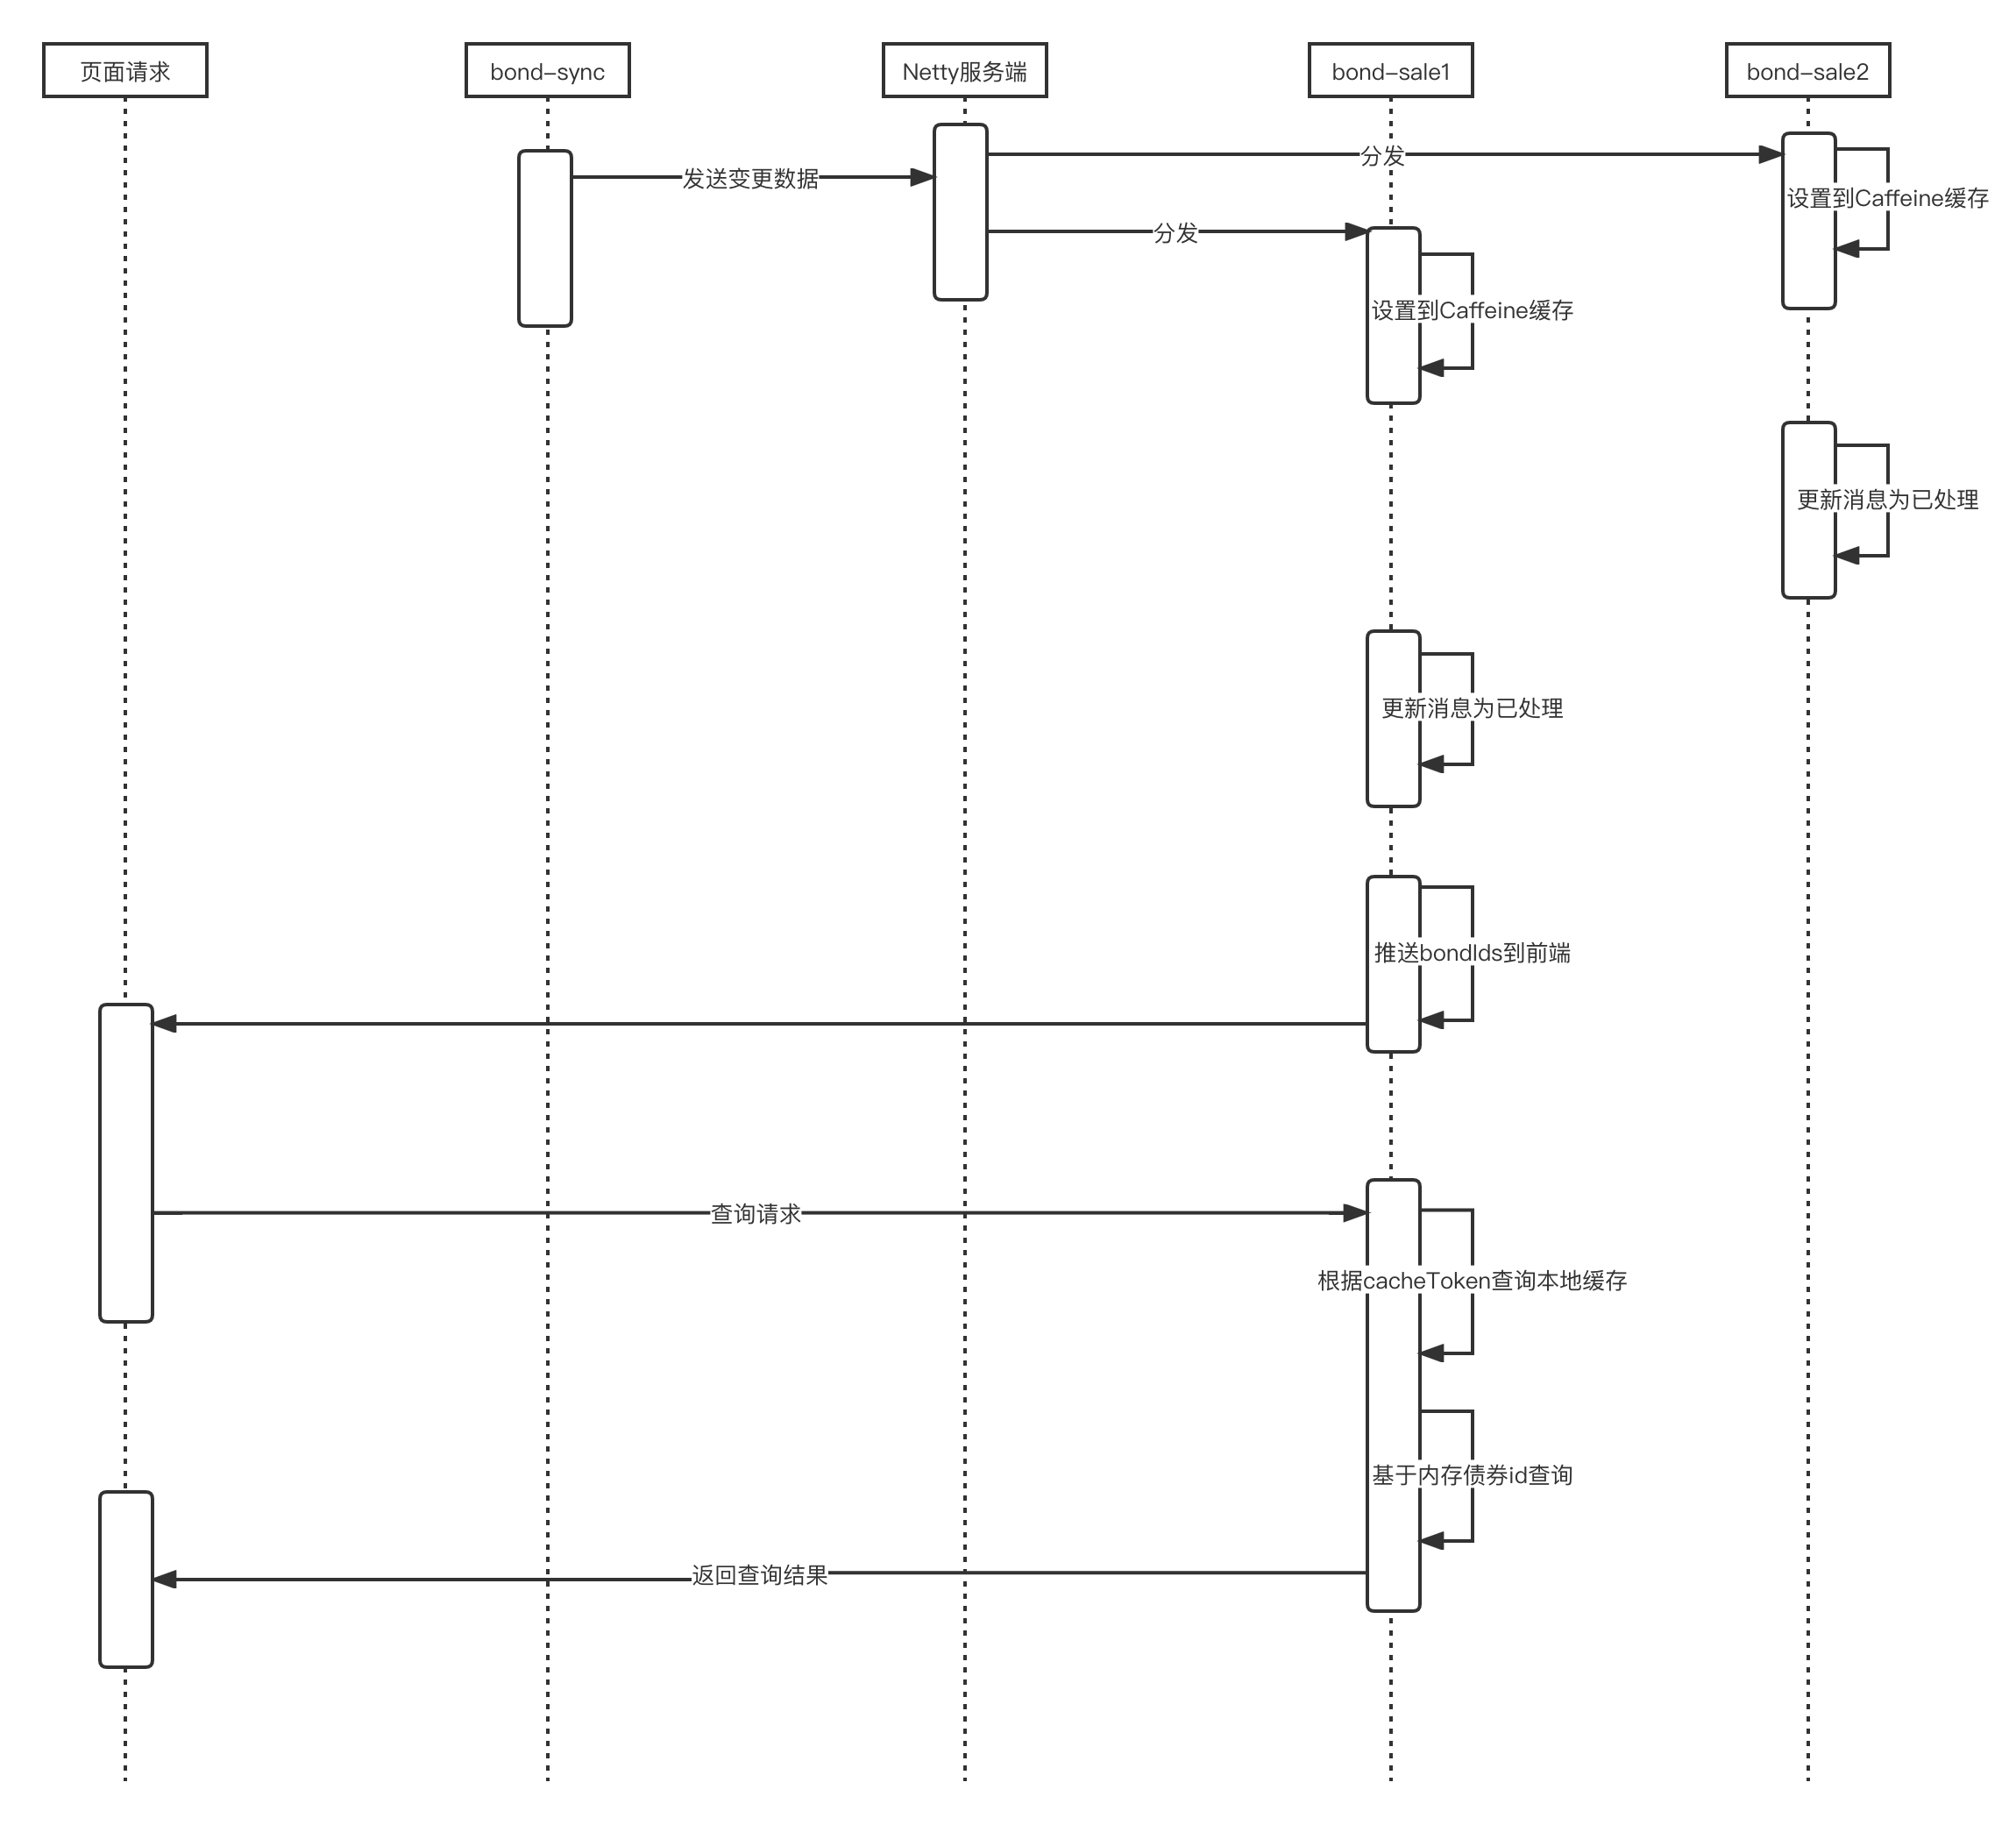 页面请求
bond-sync
Netty服务端
bond-sale1
bond-sale2
分发
发送变更数据
设置到Caffeine缓存
分发
设置到Caffeine缓存
更新消息为已处理
更新消息为已处理
推送bondIds到前端
查询请求
根据cacheToken查询本地缓存
基于内存债券id查询
返回查询结果